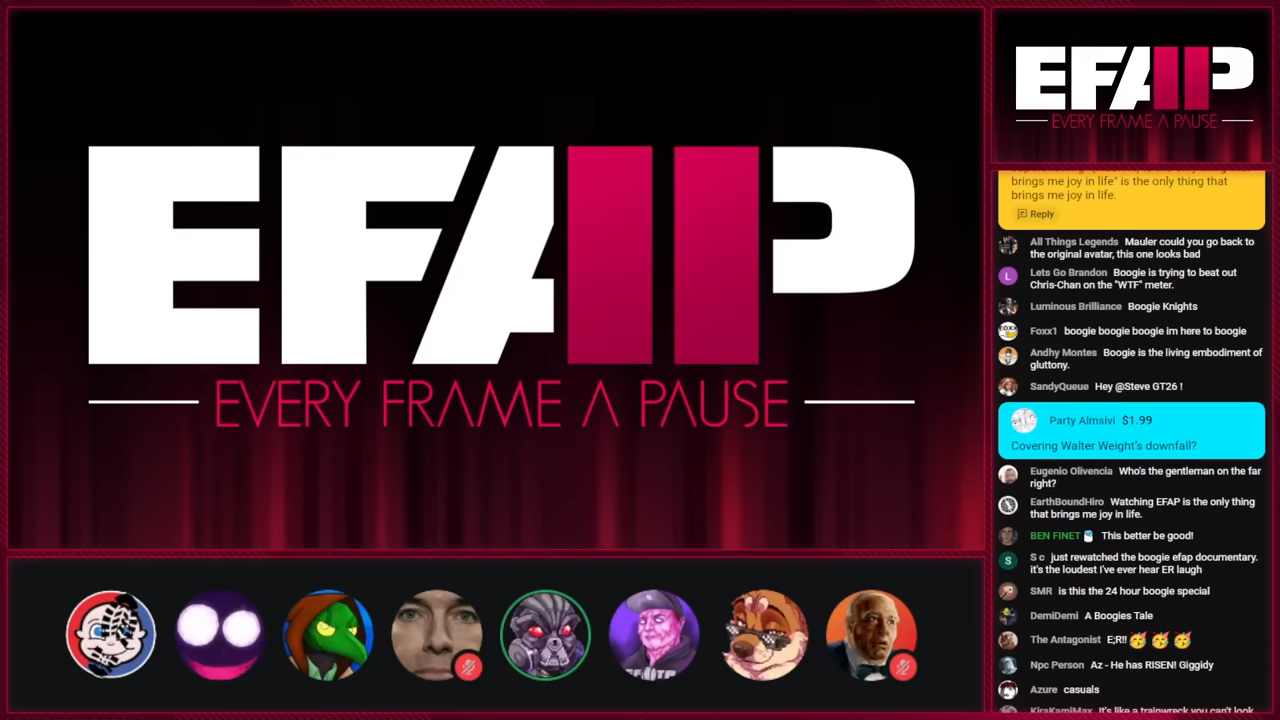 EFAP
EVERY FRAME A PAUSE
EFAP
EVERY FRAME A PAUSE
brings me joy in life" is the only thing that
brings me joy in life.
Reply
All Things Legends Mauler could you go back to
the original avatar, this one looks bad
L
Lets Go Brandon Boogie is trying to beat out
Chris-Chan on the "WTF" meter.
Luminous Brilliance Boogie Knights
Foxx1 boogie boogie boogie im here to boogie
Andhy Montes Boogie is the living embodiment of
gluttony.
SandyQueue Hey @Steve GT26 !
Party Almsivi $1.99
Covering Walter Weight's downfall?
Eugenio Olivencia Who's the gentleman on the far
right?
EarthBoundHiro Watching EFAP is the only thing
that brings me joy in life.
BEN FINET This better be good!
S
S c just rewatched the boogie efap documentary.
it's the loudest I've ever hear ER laugh
SMR is this the 24 hour boogie special
DemiDemi A Boogies Tale
The Antagonist E;R!! 🥳 🥳 🥳
Npc Person Az - He has RISEN! Giggidy
Azure casuals
KiraKamiMax It's like a trainwreck you can't look